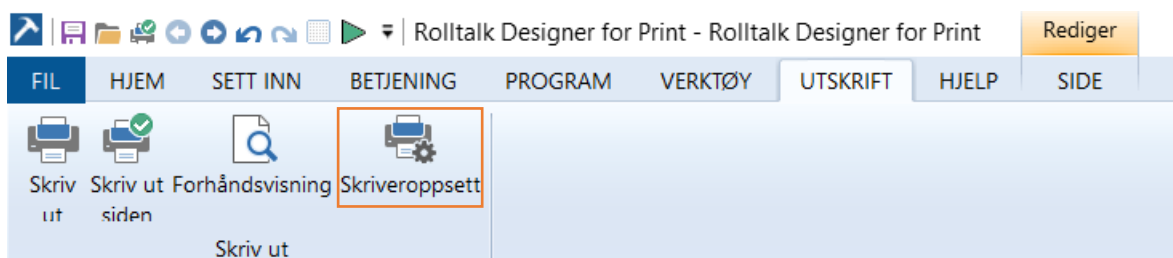 Rolltalk Designer for Print - Rolltalk Designer for Print Rediger
FIL HJEM SETT INN BETJENING PROGRAM VERKTØY UTSKRIFT HJELP SIDE
Skriv Skriv ut Forhåndsvisning Skriveroppsett
ut siden
Skriv ut